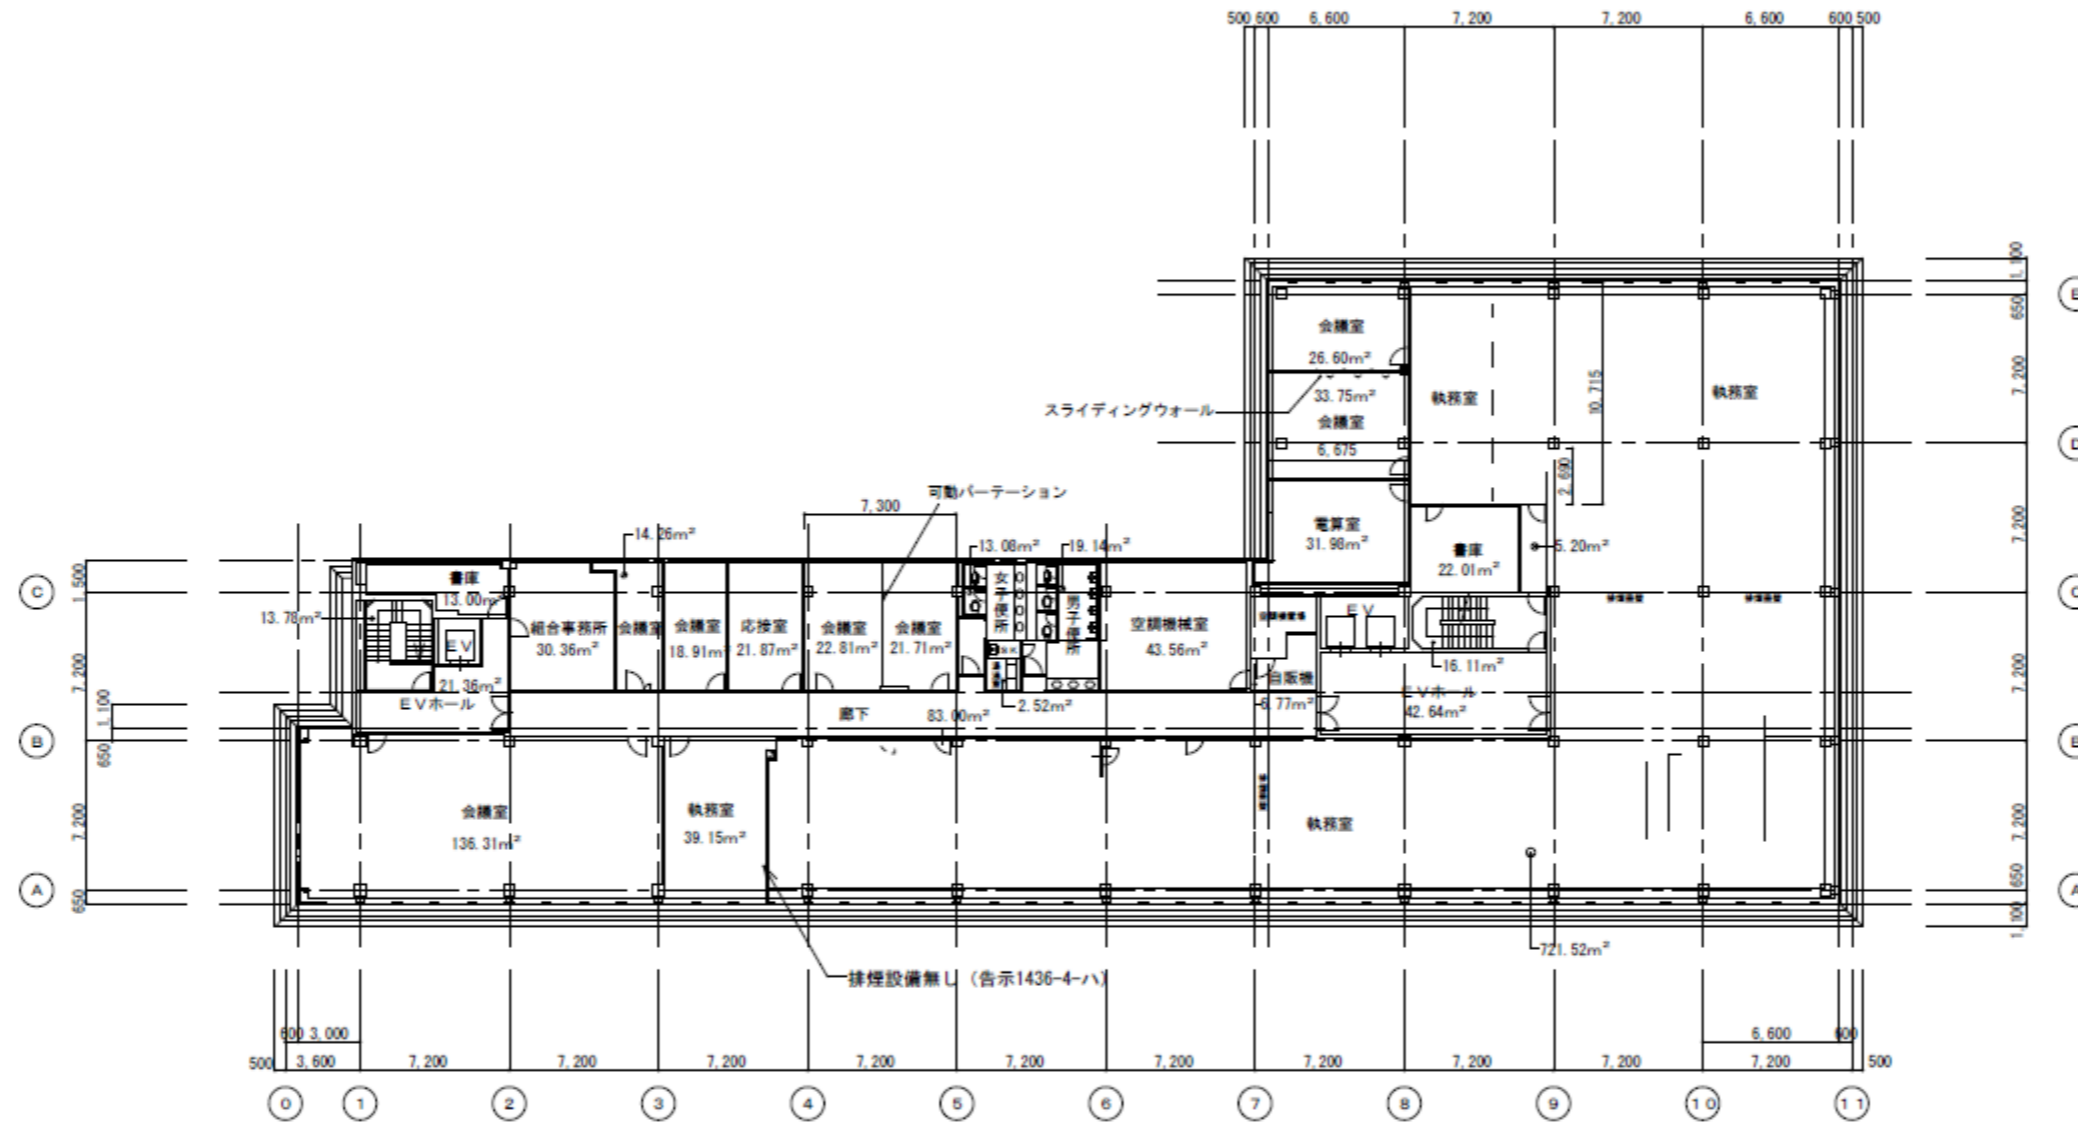 500 600 6,600 7,200 7,200 6,600 600 500
1,100
650
7,200
7,200
7,200
7,200
650
1,100
E
D
C
B
A
会議室
26.60m²
スライディングウォール
33.75m²
会議室
6,675
執務室
10,715
執務室
2,690
可動パーテーション
7,300
電算室
31.98m²
書庫
22.01m²
5.20m²
14.26m²
13.08m²
19.14m²
C
1,500
書庫
13.00m²
13.78m²
EV
21.36m²
EVホール
組合事務所
30.36m²
会議室
会議室
18.91m²
応接室
21.87m²
会議室
22.81m²
会議室
21.71m²
女子便所
SK
男子便所
2.52m²
空調機械室
43.56m²
自販機
6.77m²
EV
16.11m²
EVホール
42.64m²
廊下
83.00m²
7,200
1,100
B
650
7,200
A
650
会議室
136.31m²
執務室
39.15m²
執務室
721.52m²
排煙設備無し（告示1436-4-ハ）
600 3,000
6,600 600
500 3,600 7,200 7,200 7,200 7,200 7,200 7,200 7,200 7,200 7,200 7,200 500
0 1 2 3 4 5 6 7 8 9 10 11